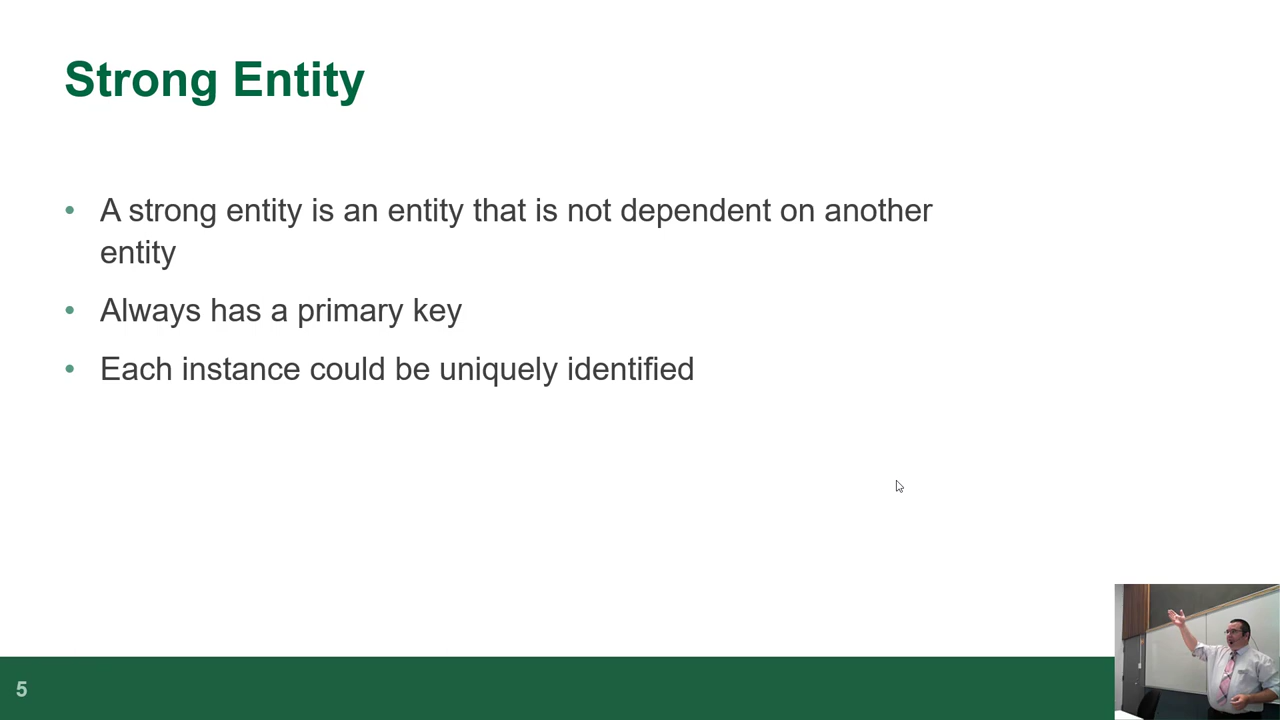 Strong Entity
• A strong entity is an entity that is not dependent on another
entity
• Always has a primary key
• Each instance could be uniquely identified
5